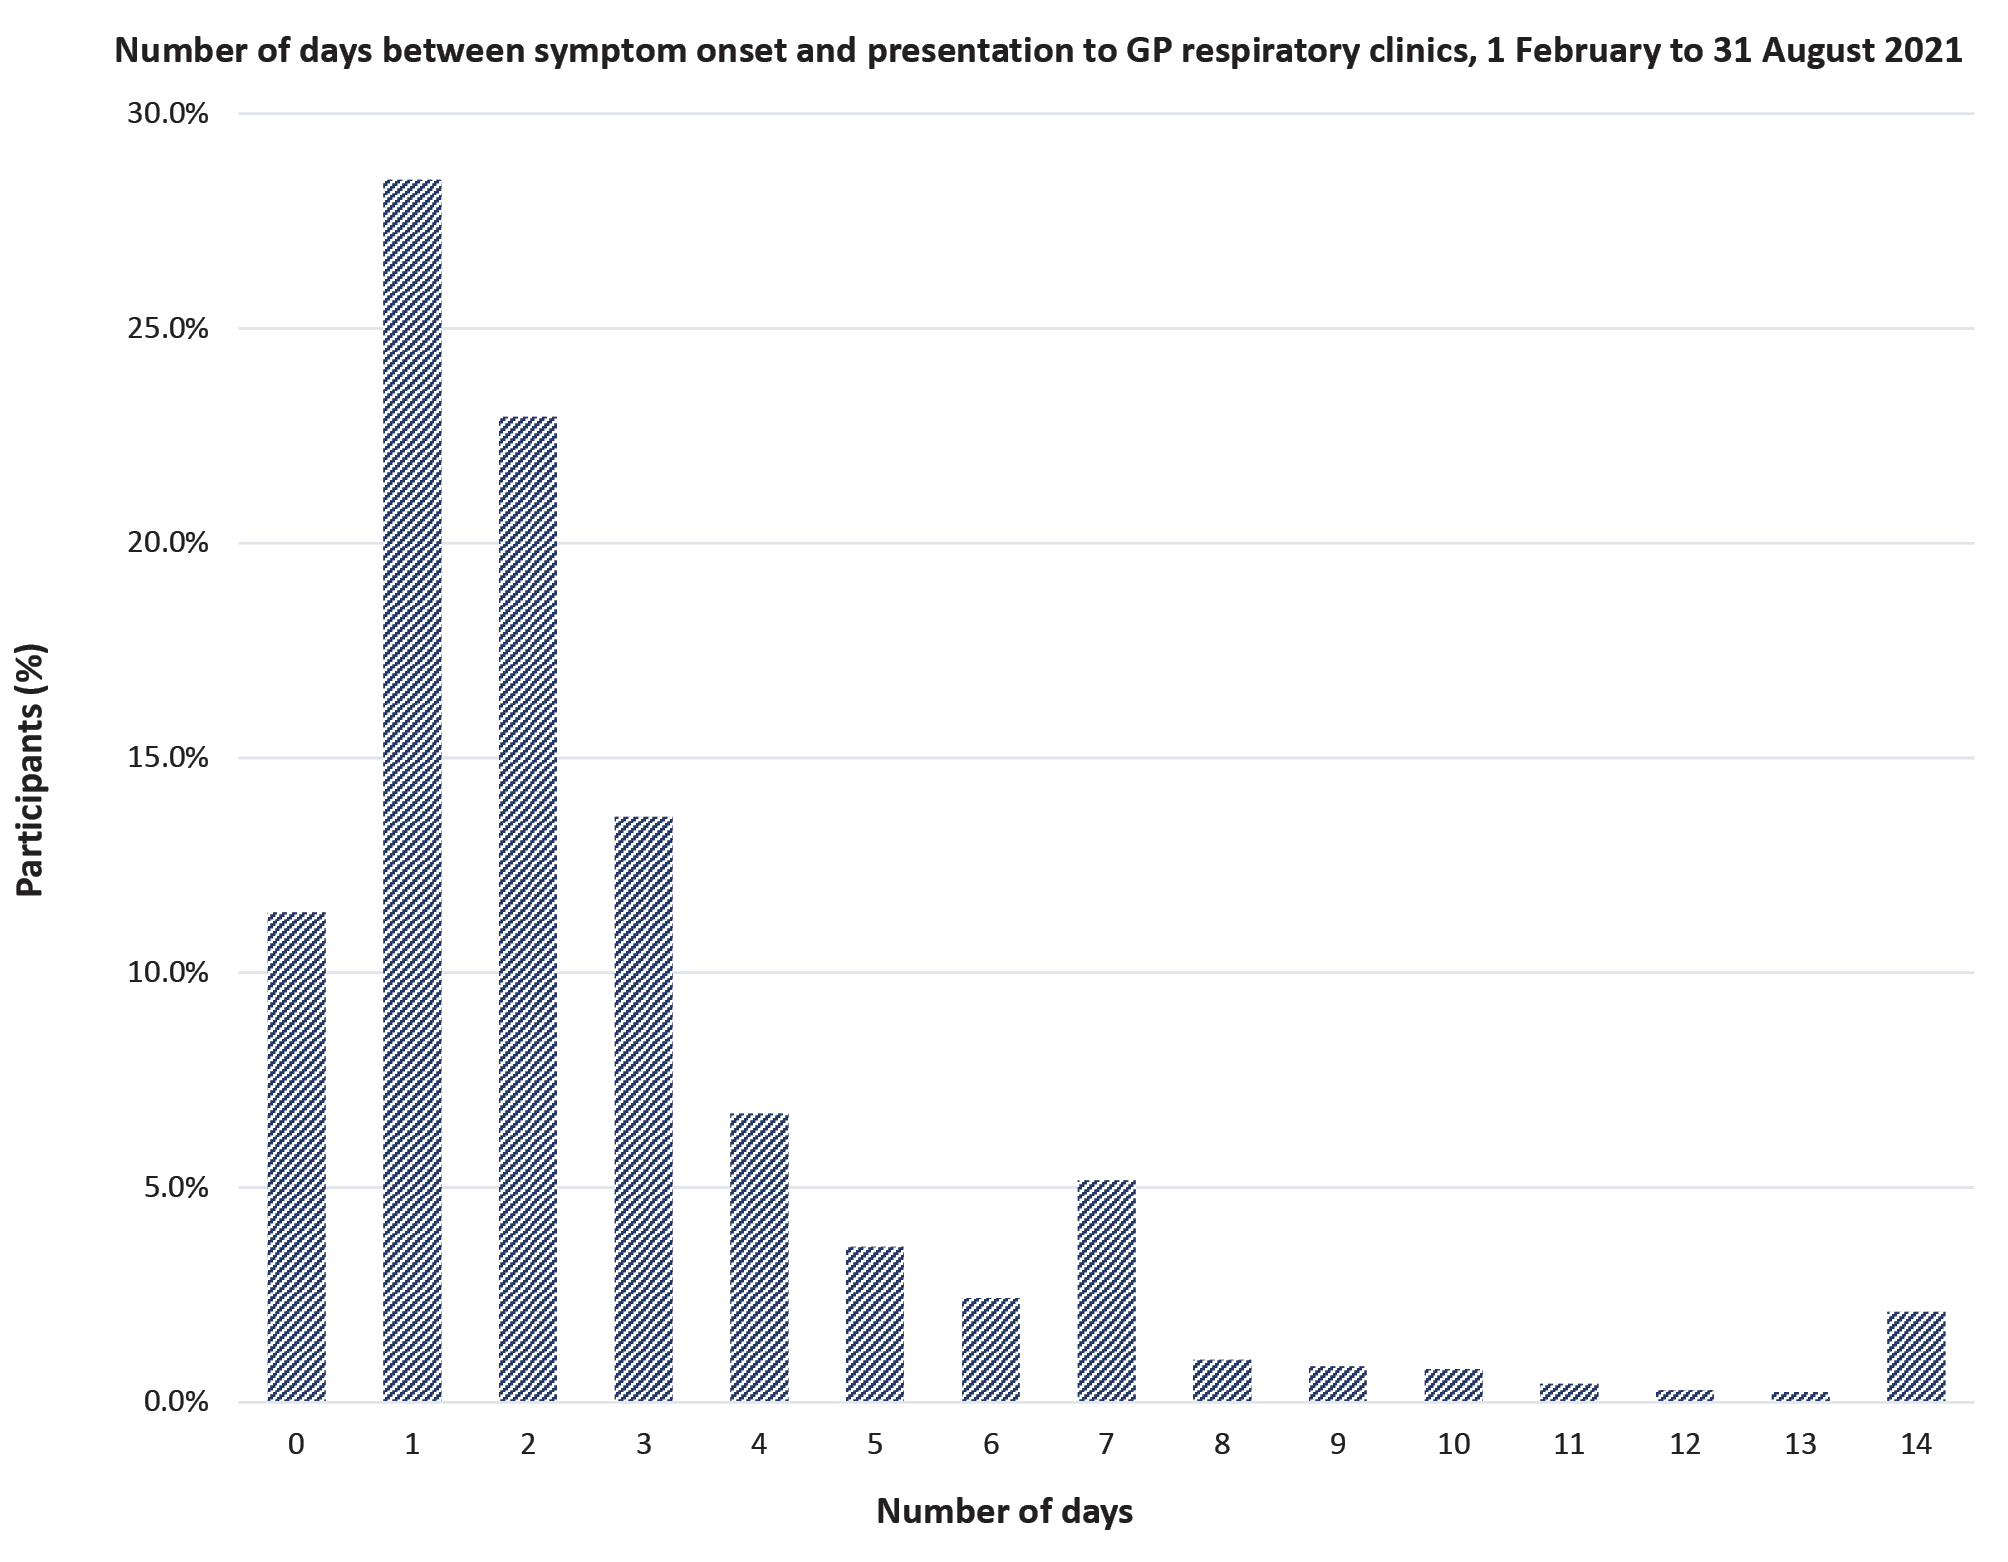 Number of days between symptom onset and presentation to GP respiratory clinics, 1 February to 31 August 2021
30.0%
25.0%
20.0%
15.0%
10.0%
5.0%
0.0%
Participants (%)
0 1 2 3 4 5 6 7 8 9 10 11 12 13 14
Number of days